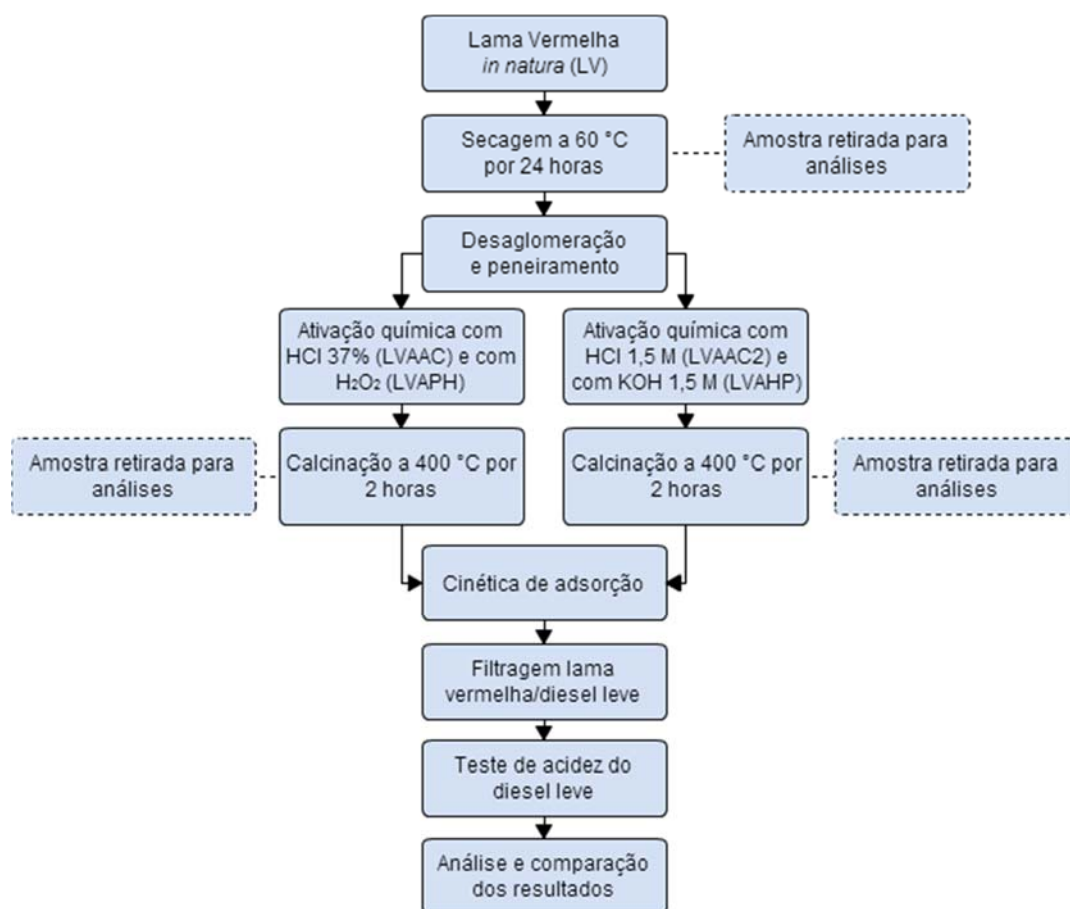 Lama Vermelha
in natura (LV)
Secagem a 60 °C
por 24 horas
Amostra retirada para
análises
Desaglomeração
e peneiramento
Ativação química com
HCl 37% (LVAAC) e com
H₂O₂ (LVAPH)
Ativação química com
HCl 1,5 M (LVAAC2) e
com KOH 1,5 M (LVAHP)
Amostra retirada para
análises
Calcinação a 400 °C por
2 horas
Calcinação a 400 °C por
2 horas
Amostra retirada para
análises
Cinética de adsorção
Filtragem lama
vermelha/diesel leve
Teste de acidez do
diesel leve
Análise e comparação
dos resultados